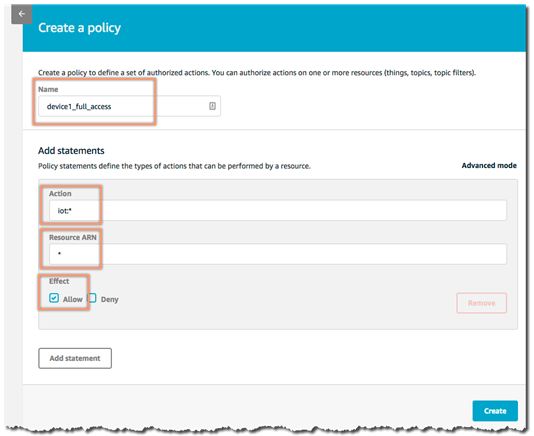 Create a policy
Create a policy to define a set of authorized actions. You can authorize actions on one or more resources (things, topics, topic filters).
Name
device1_full_access
Add statements
Policy statements define the types of actions that can be performed by a resource.
Advanced mode
Action
iot:*
Resource ARN
*
Effect
Allow
Deny
Remove
Add statement
Create